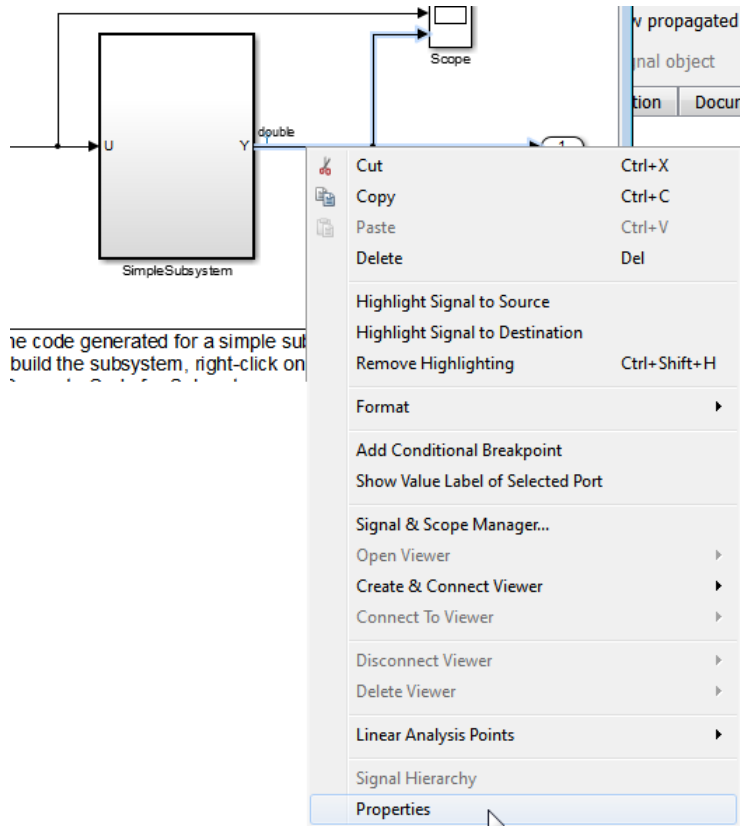 w propagated
Scope
gnal object
tion Docur
double
U Y
1
SimpleSubsystem
he code generated for a simple sub
build the subsystem, right-click on
Cut Ctrl+X
Copy Ctrl+C
Paste Ctrl+V
Delete Del
Highlight Signal to Source
Highlight Signal to Destination
Remove Highlighting Ctrl+Shift+H
Format
Add Conditional Breakpoint
Show Value Label of Selected Port
Signal & Scope Manager...
Open Viewer
Create & Connect Viewer
Connect To Viewer
Disconnect Viewer
Delete Viewer
Linear Analysis Points
Signal Hierarchy
Properties